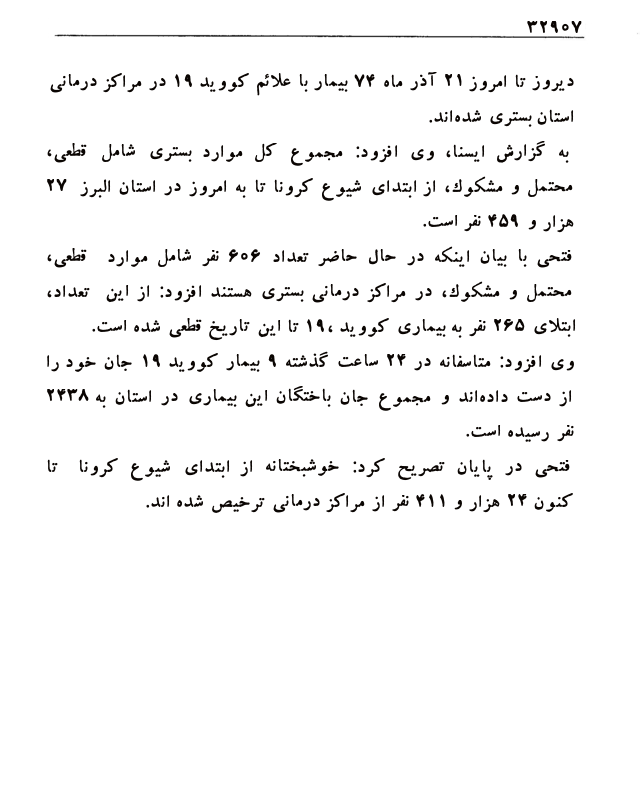 ۳۲۹۰۷
دیروز تا امروز ۲۱ آذر ماه ۷۴ بیمار با علائم کووید ۱۹ در مراکز درمانی
استان بستری شده‌اند.
به گزارش ایسنا، وی افزود: مجموع کل موارد بستری شامل قطعی،
محتمل و مشکوك، از ابتدای شیوع کرونا تا به امروز در استان البرز ۲۷
هزار و ۴۵۹ نفر است.
فتحی با بیان اینکه در حال حاضر تعداد ۶۰۶ نفر شامل موارد قطعی،
محتمل و مشکوك، در مراکز درمانی بستری هستند افزود: از این تعداد،
ابتلای ۲۶۵ نفر به بیماری کووید ،۱۹ تا این تاریخ قطعی شده است.
وی افزود: متاسفانه در ۲۴ ساعت گذشته ۹ بیمار کووید ۱۹ جان خود را
از دست داده‌اند و مجموع جان باختگان این بیماری در استان به ۲۴۳۸
نفر رسیده است.
فتحی در پایان تصریح کرد: خوشبختانه از ابتدای شیوع کرونا تا
کنون ۲۴ هزار و ۴۱۱ نفر از مراکز درمانی ترخیص شده اند.